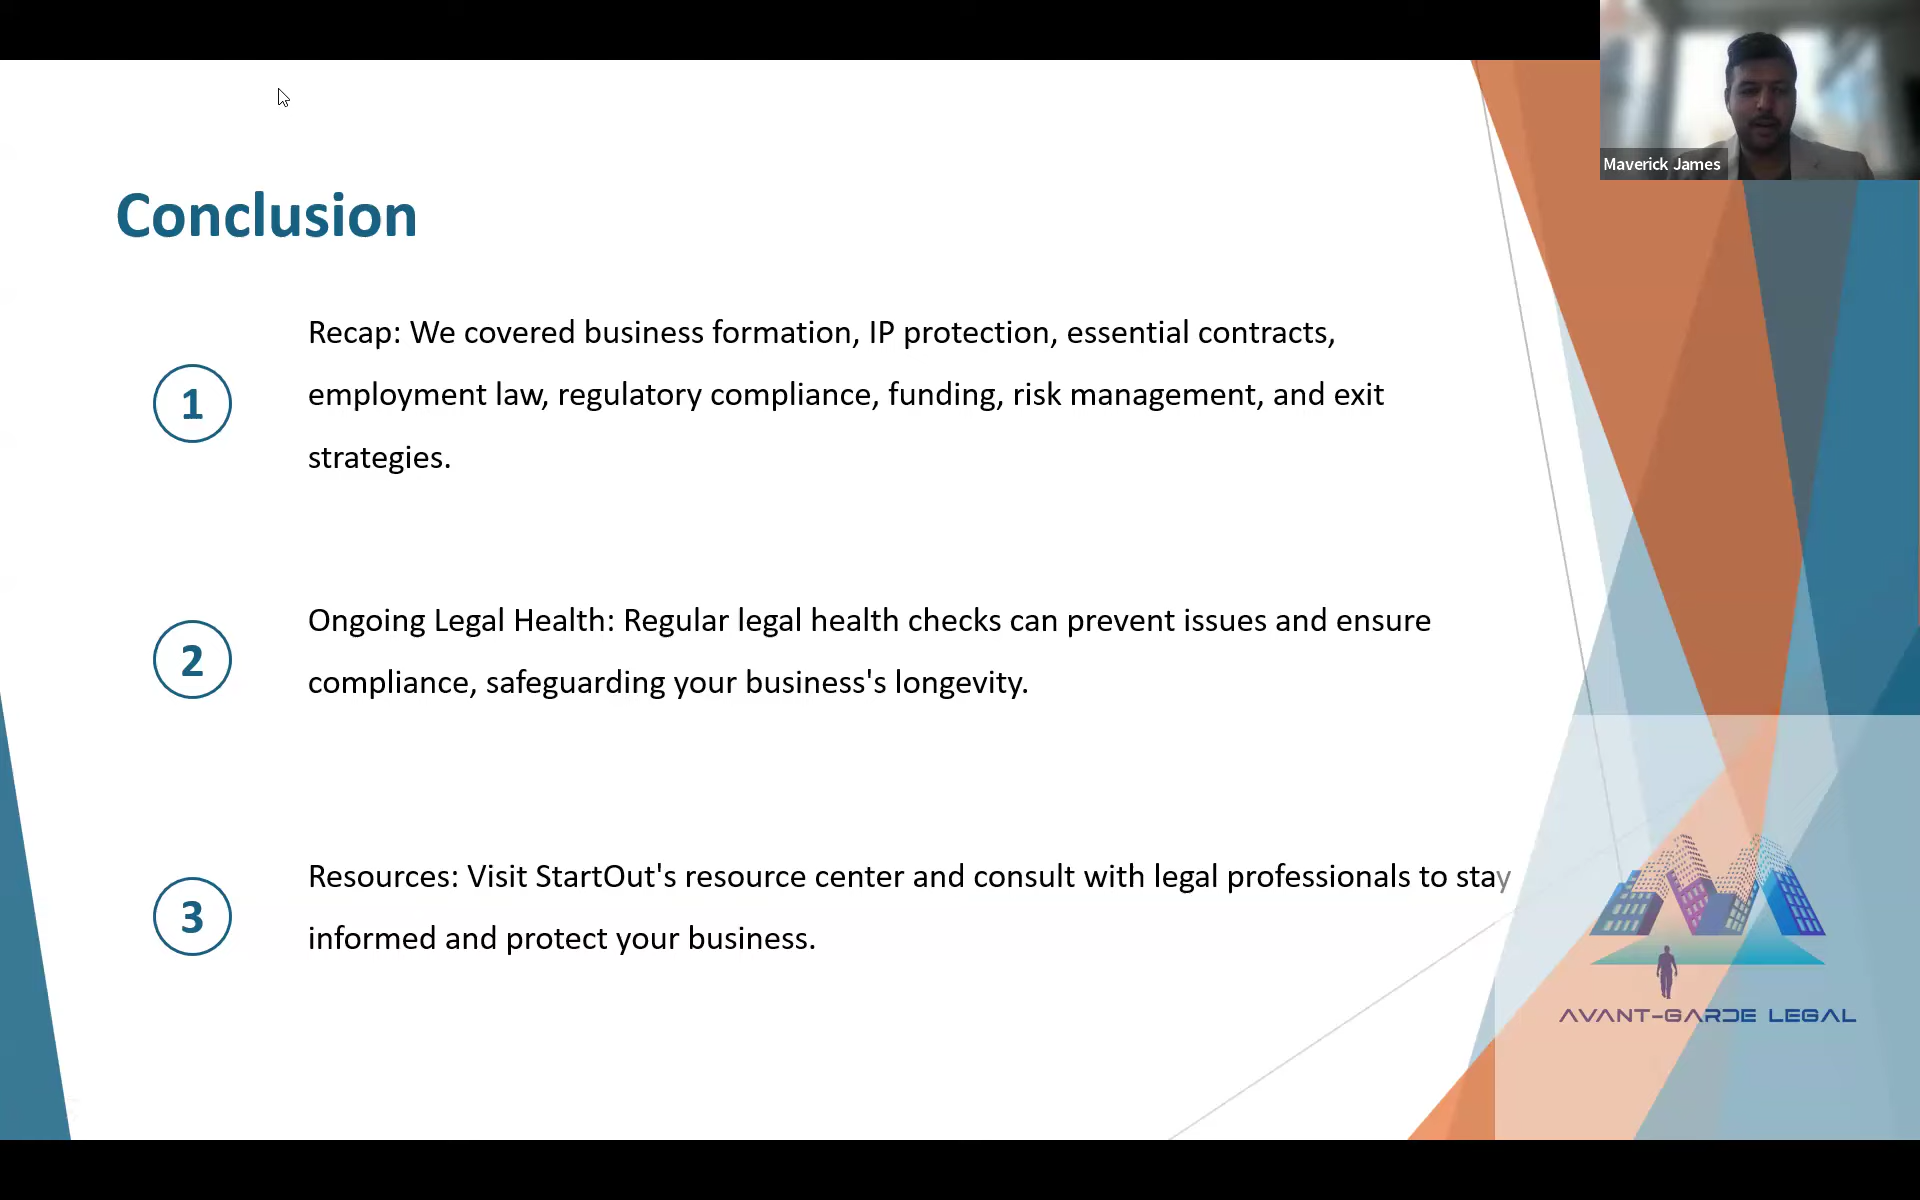 Maverick James
Conclusion
1
Recap: We covered business formation, IP protection, essential contracts,
employment law, regulatory compliance, funding, risk management, and exit
strategies.
2
Ongoing Legal Health: Regular legal health checks can prevent issues and ensure
compliance, safeguarding your business's longevity.
3
Resources: Visit StartOut's resource center and consult with legal professionals to stay
informed and protect your business.
AVANT-GARDE LEGAL